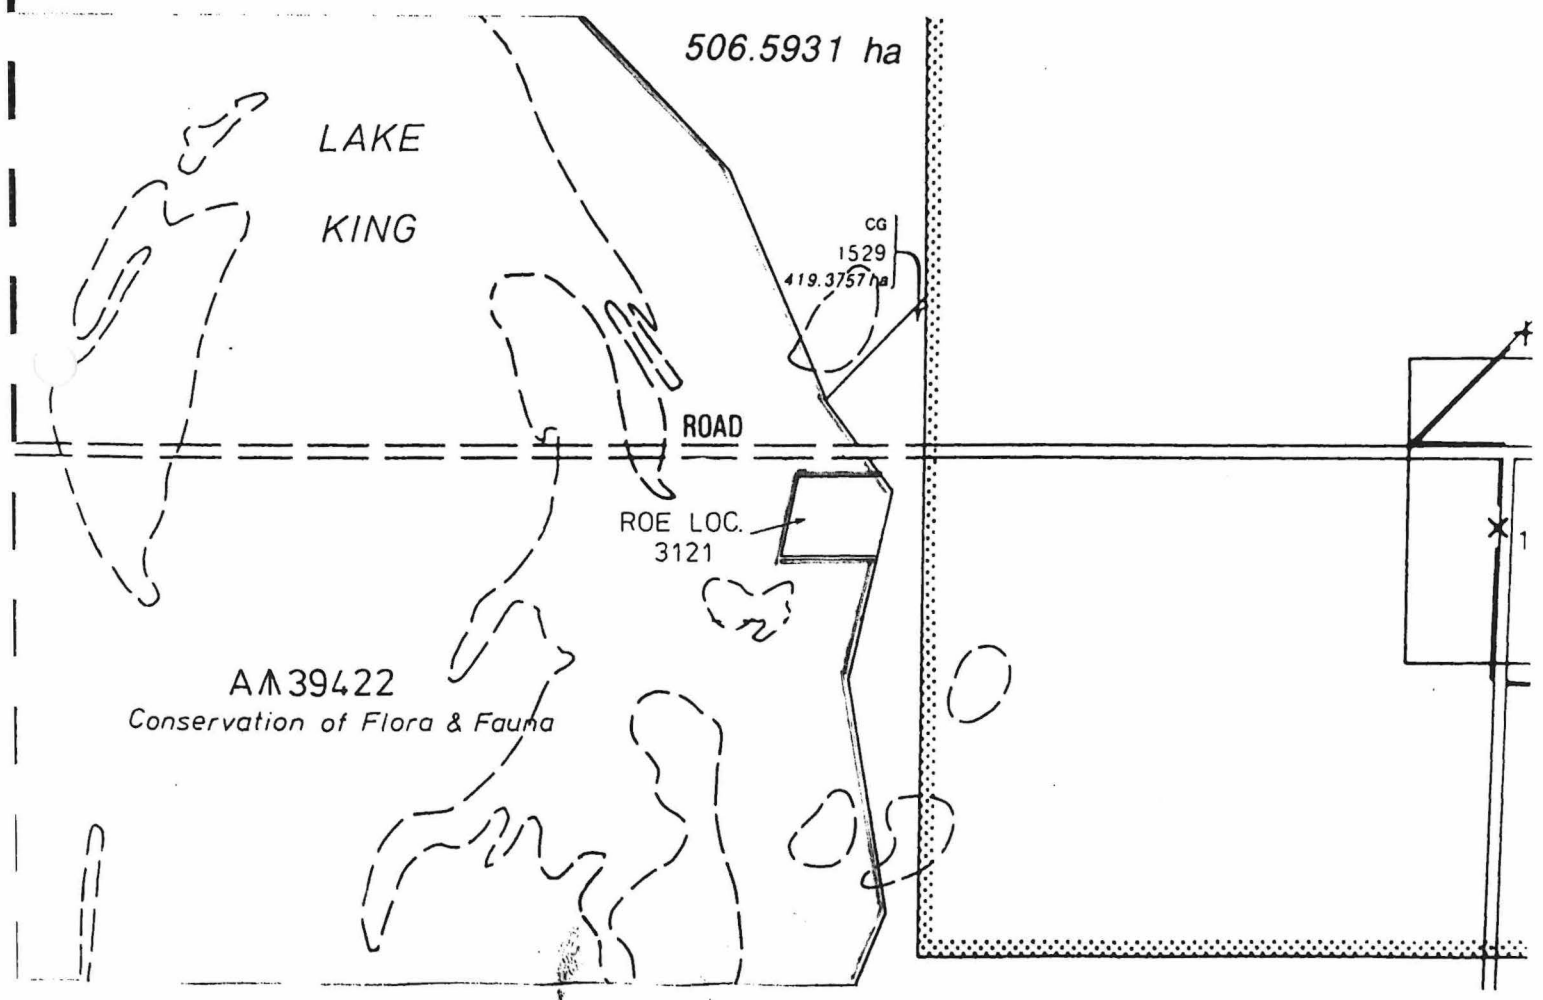 506.5931 ha
LAKE
KING
CG
1529
419.3757 ha
ROAD
ROE LOC.
3121
A 39422
Conservation of Flora & Fauna
1